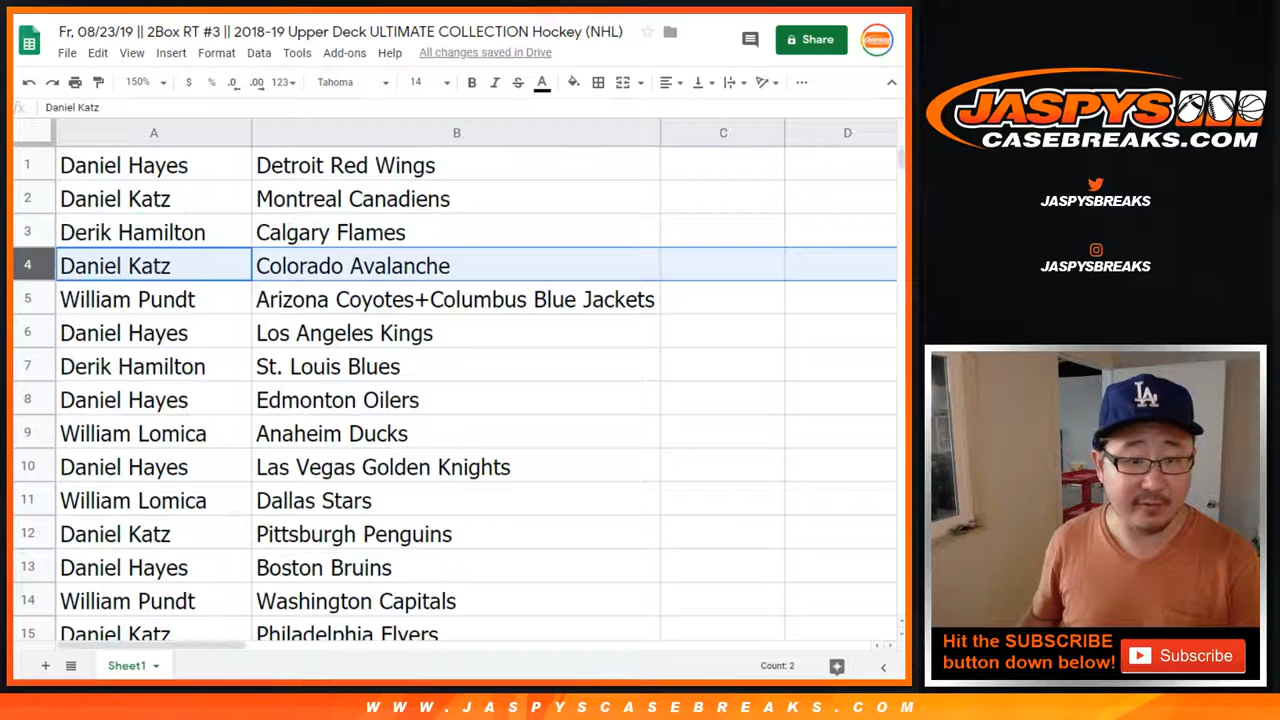 Fr, 08/23/19 || 2Box RT #3 || 2018-19 Upper Deck ULTIMATE COLLECTION Hockey (NHL)
File Edit View Insert Format Data Tools Add-ons Help All changes saved in Drive
Share
150% $ % .0 .00 123 Tahoma 14 B I S A
fx Daniel Katz
A B C D
1 Daniel Hayes Detroit Red Wings
2 Daniel Katz Montreal Canadiens
3 Derik Hamilton Calgary Flames
4 Daniel Katz Colorado Avalanche
5 William Pundt Arizona Coyotes+Columbus Blue Jackets
6 Daniel Hayes Los Angeles Kings
7 Derik Hamilton St. Louis Blues
8 Daniel Hayes Edmonton Oilers
9 William Lomica Anaheim Ducks
10 Daniel Hayes Las Vegas Golden Knights
11 William Lomica Dallas Stars
12 Daniel Katz Pittsburgh Penguins
13 Daniel Hayes Boston Bruins
14 William Pundt Washington Capitals
15 Daniel Katz Philadelphia Flyers
Sheet1
Count: 2
JASPYS
CASEBREAKS.COM
JASPYSBREAKS
JASPYSBREAKS
LA
Hit the SUBSCRIBE
button down below!
Subscribe
WWW.JASPYSCASEBREAKS.COM